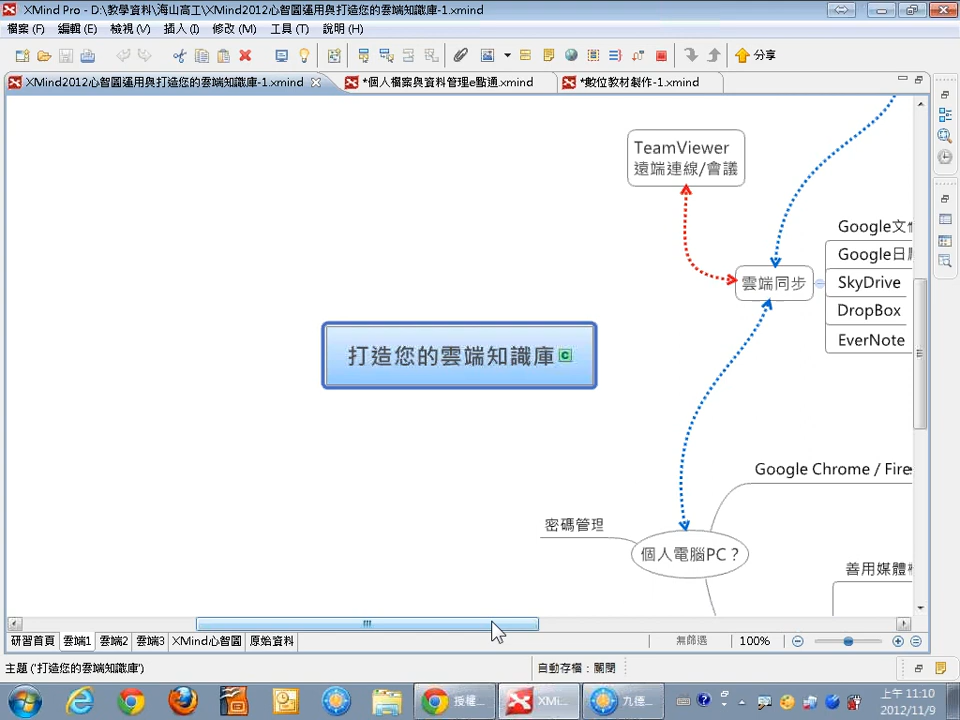 XMind Pro - D:\教學資料\海山高工\XMind2012心智圖運用與打造您的雲端知識庫-1.xmind
檔案 (F) 編輯 (E) 檢視 (V) 插入 (I) 修改 (M) 工具 (T) 說明 (H)
分享
XMind2012心智圖運用與打造您的雲端知識庫-1.xmind
*個人檔案與資料管理e點通.xmind
*數位教材製作-1.xmind
TeamViewer
遠端連線/會議
Google文
Google日
雲端同步
SkyDrive
DropBox
EverNote
打造您的雲端知識庫
Google Chrome / Fire
密碼管理
個人電腦PC？
善用媒體
研習首頁 雲端1 雲端2 雲端3 XMind心智圖 原始資料
無篩選 100%
主題 ('打造您的雲端知識庫')
自動存檔：關閉
授權...
XMi...
九德...
上午 11:10
2012/11/9